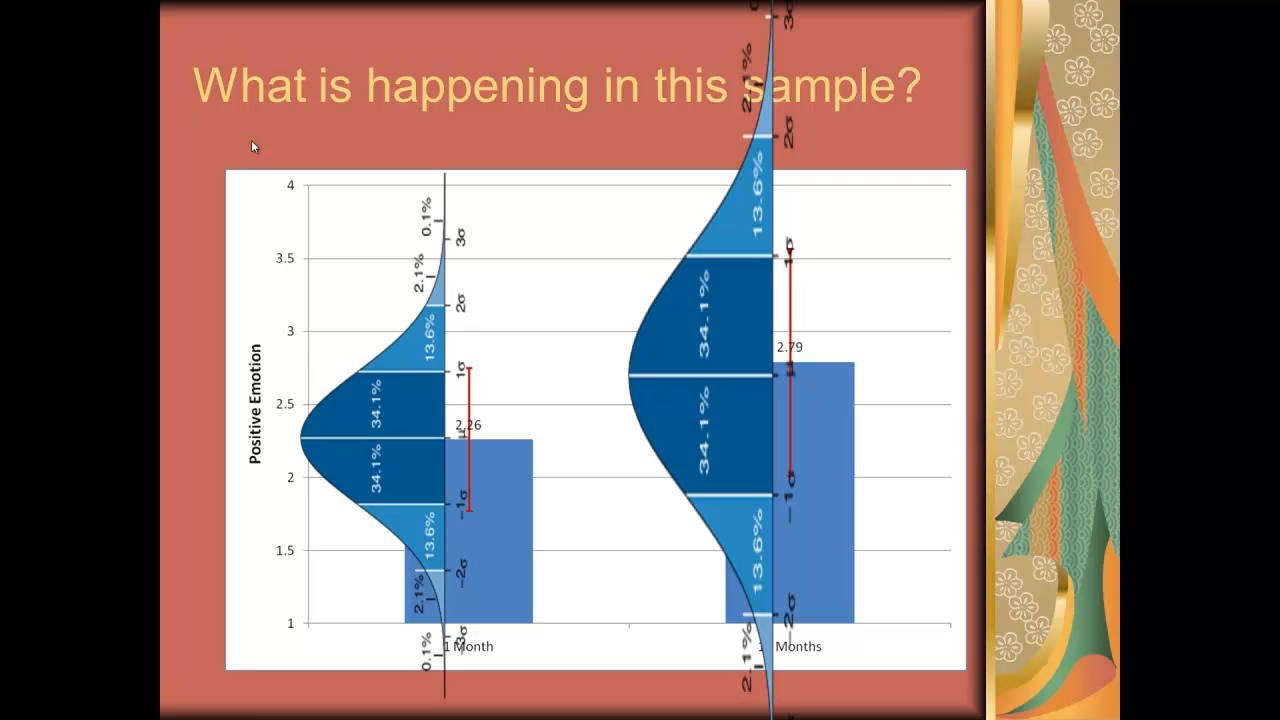 What is happening in this sample?
Positive Emotion
4
3.5
3
2.5
2
1.5
1
0.1%
2.1%
13.6%
34.1%
34.1%
13.6%
2.1%
0.1%
3σ
2σ
1σ
μ
−1σ
−2σ
−3σ
2.26
1 Month
3σ
2σ
1σ
μ
−1σ
−2σ
2.1%
13.6%
34.1%
34.1%
13.6%
2.1%
2.79
Months